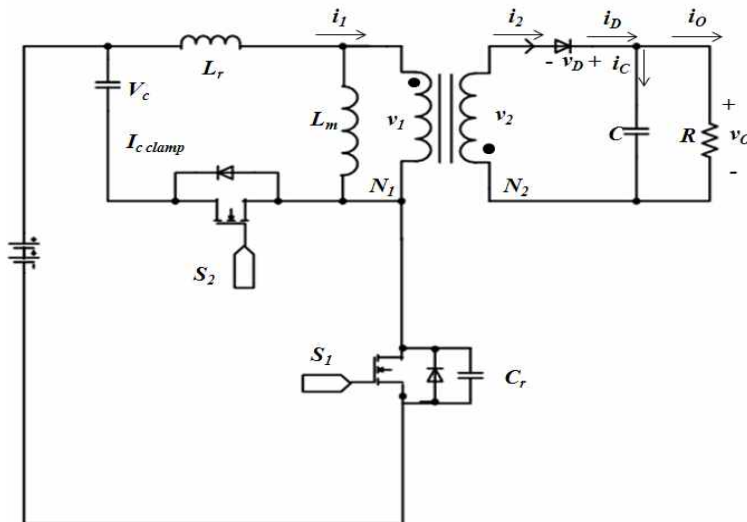 i1 i2 iD iO
Lr - vD + iC
Vc
Lm v1 v2 +
C R vO
Ic clamp -
N1 N2
S2
S1
Cr